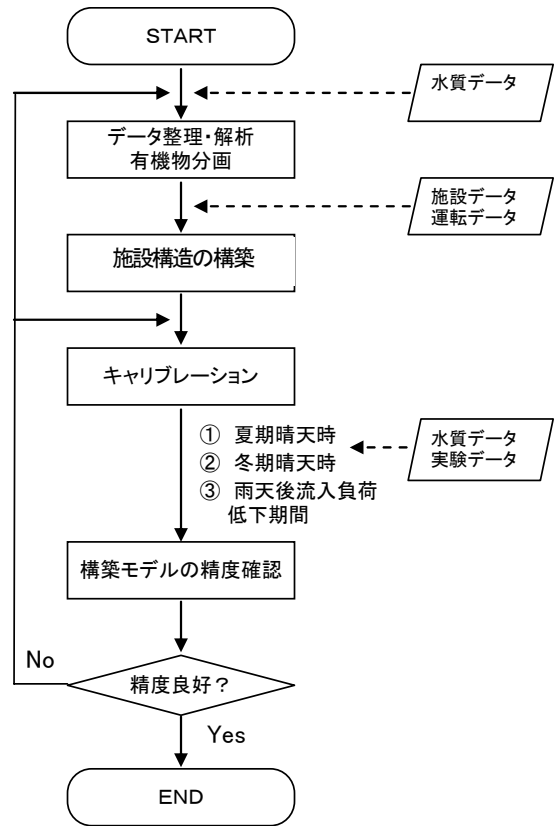 START
水質データ
データ整理・解析
有機物分画
施設データ
運転データ
施設構造の構築
キャリブレーション
① 夏期晴天時
② 冬期晴天時
③ 雨天後流入負荷
低下期間
水質データ
実験データ
構築モデルの精度確認
No
精度良好？
Yes
END